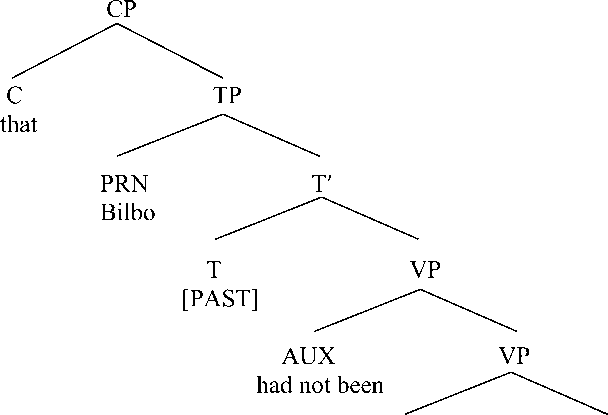 CP
C TP
that
PRN T′
Bilbo
T VP
[PAST]
AUX VP
had not been